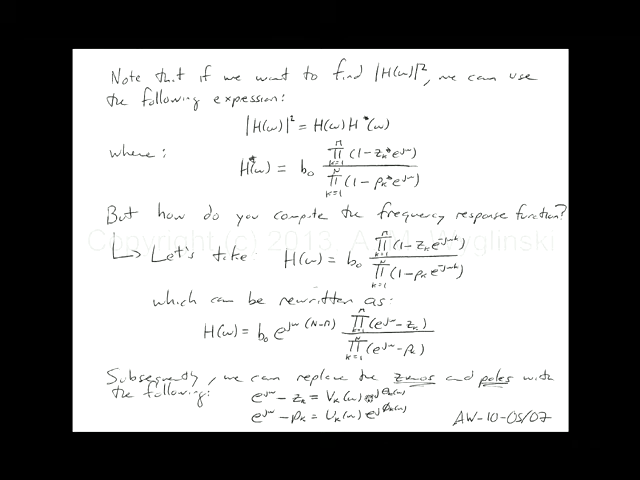 Note that if we want to find |H(ω)|², we can use
the following expression:
|H(ω)|² = H(ω) H*(ω)
where:
H*(ω) = b₀ ∏_{k=1}^{M} (1 - z_k* e^{jω}) / ∏_{k=1}^{N} (1 - p_k* e^{jω})
But how do you compute the frequency response function?
Copyright (c) 2013, A. M. Wyglinski
↳ Let's take H(ω) = b₀ ∏_{k=1}^{M} (1 - z_k e^{-jωk}) / ∏_{k=1}^{N} (1 - p_k e^{-jωk})
which can be rewritten as:
H(ω) = b₀ e^{jω(N-M)} ∏_{k=1}^{M} (e^{jω} - z_k) / ∏_{k=1}^{N} (e^{jω} - p_k)
Subsequently, we can replace the zeros and poles with
the following: e^{jω} - z_k = V_k(ω) e^{jθ_k(ω)}
e^{jω} - p_k = U_k(ω) e^{jϕ_k(ω)}
AW-10-05/07